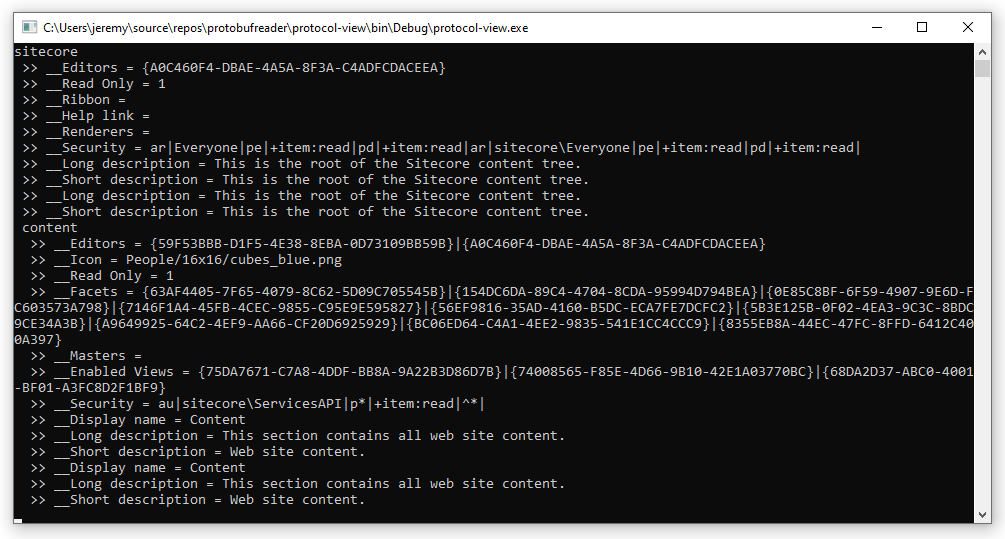 C:\Users\jeremy\source\repos\protobufreader\protocol-view\bin\Debug\protocol-view.exe
sitecore
 >> __Editors = {A0C460F4-DBAE-4A5A-8F3A-C4ADFCDACEEA}
 >> __Read Only = 1
 >> __Ribbon =
 >> __Help link =
 >> __Renderers =
 >> __Security = ar|Everyone|pe|+item:read|pd|+item:read|ar|sitecore\Everyone|pe|+item:read|pd|+item:read|
 >> __Long description = This is the root of the Sitecore content tree.
 >> __Short description = This is the root of the Sitecore content tree.
 >> __Long description = This is the root of the Sitecore content tree.
 >> __Short description = This is the root of the Sitecore content tree.
 content
  >> __Editors = {59F53BBB-D1F5-4E38-8EBA-0D73109BB59B}|{A0C460F4-DBAE-4A5A-8F3A-C4ADFCDACEEA}
  >> __Icon = People/16x16/cubes_blue.png
  >> __Read Only = 1
  >> __Facets = {63AF4405-7F65-4079-8C62-5D09C705545B}|{154DC6DA-89C4-4704-8CDA-95994D794BEA}|{0E85C8BF-6F59-4907-9E6D-F
C603573A798}|{7146F1A4-45FB-4CEC-9855-C95E9E595827}|{56EF9816-35AD-4160-B5DC-ECA7FE7DCFC2}|{5B3E125B-0F02-4EA3-9C3C-8BDC
9CE34A3B}|{A9649925-64C2-4EF9-AA66-CF20D6925929}|{BC06ED64-C4A1-4EE2-9835-541E1CC4CCC9}|{8355EB8A-44EC-47FC-8FFD-6412C40
0A397}
  >> __Masters =
  >> __Enabled Views = {75DA7671-C7A8-4DDF-BB8A-9A22B3D86D7B}|{74008565-F85E-4D66-9B10-42E1A03770BC}|{68DA2D37-ABC0-4001
-BF01-A3FC8D2F1BF9}
  >> __Security = au|sitecore\ServicesAPI|p*|+item:read|^*|
  >> __Display name = Content
  >> __Long description = This section contains all web site content.
  >> __Short description = Web site content.
  >> __Display name = Content
  >> __Long description = This section contains all web site content.
  >> __Short description = Web site content.